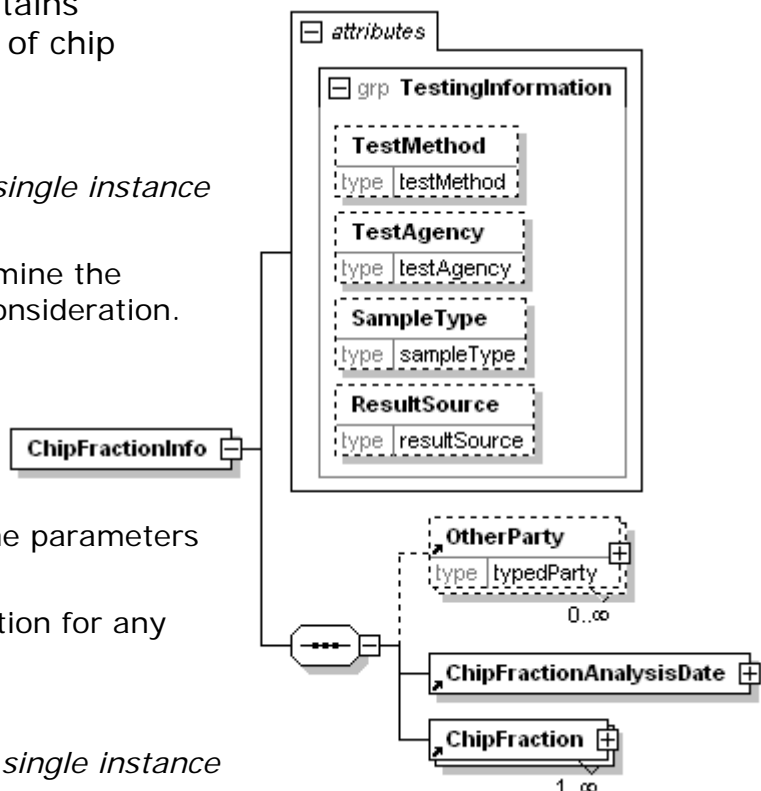 tains
of chip
single instance
mine the
onsideration.
ne parameters
tion for any
single instance
attributes
grp TestingInformation
TestMethod
type testMethod
TestAgency
type testAgency
SampleType
type sampleType
ResultSource
type resultSource
ChipFractionInfo
OtherParty
type typedParty
0..∞
ChipFractionAnalysisDate
ChipFraction
1..∞